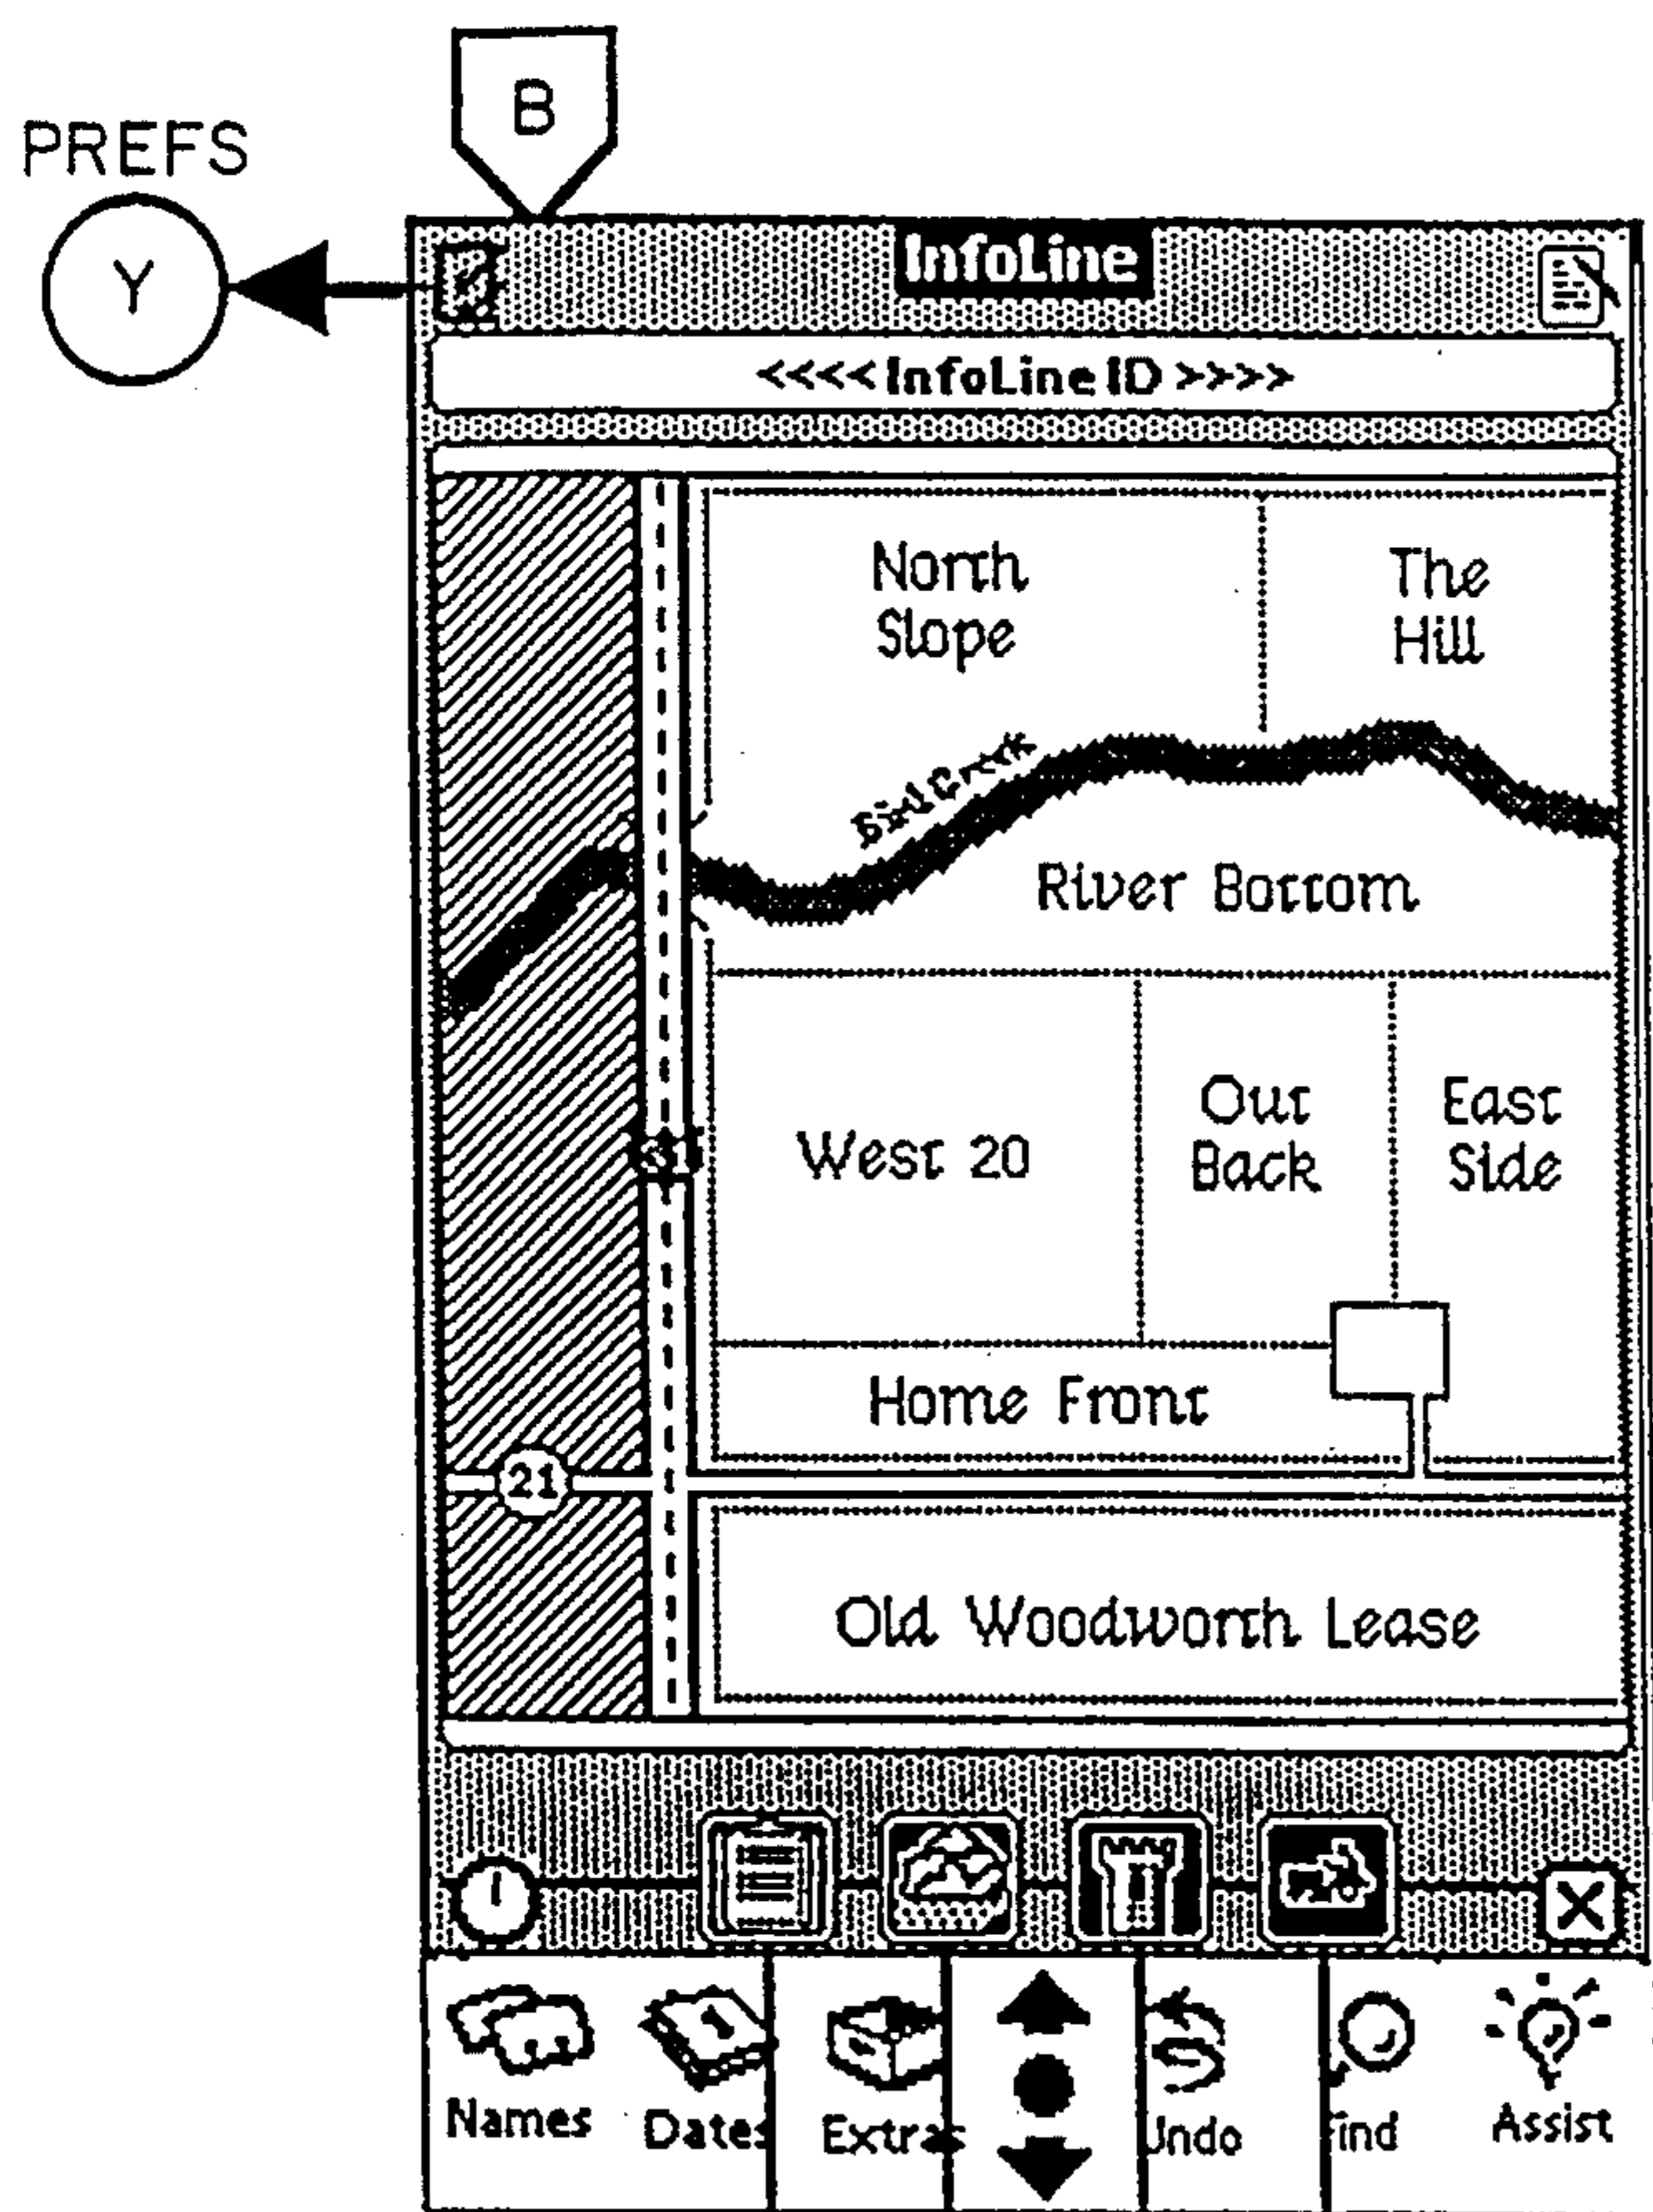 B
PREFS
Y
InfoLine
<<<< InfoLine ID >>>>
North
Slope
The
Hill
Creek
River Bottom
West 20
Out
Back
East
Side
Home Front
21
Old Woodworth Lease
Names
Dates
Extras
Undo
Find
Assist